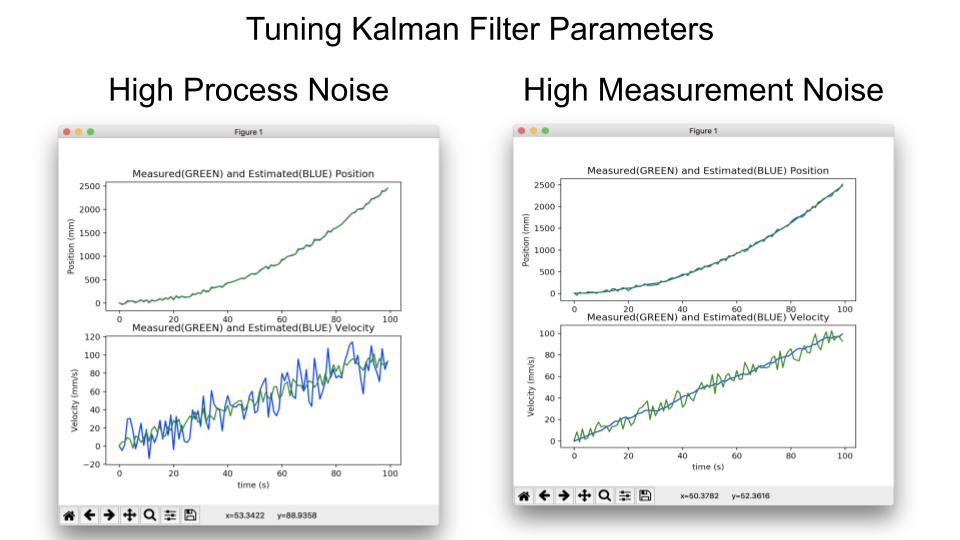 Tuning Kalman Filter Parameters
High Process Noise
Figure 1
Measured(GREEN) and Estimated(BLUE) Position
Position (mm)
2500
2000
1500
1000
500
0
0 20 40 60 80 100
Measured(GREEN) and Estimated(BLUE) Velocity
Velocity (mm/s)
120
100
80
60
40
20
0
−20
0 20 40 60 80 100
time (s)
x=53.3422 y=88.9358
High Measurement Noise
Figure 1
Measured(GREEN) and Estimated(BLUE) Position
Position (mm)
2500
2000
1500
1000
500
0
0 20 40 60 80 100
Measured(GREEN) and Estimated(BLUE) Velocity
Velocity (mm/s)
100
80
60
40
20
0
0 20 40 60 80 100
time (s)
x=50.3782 y=52.3616